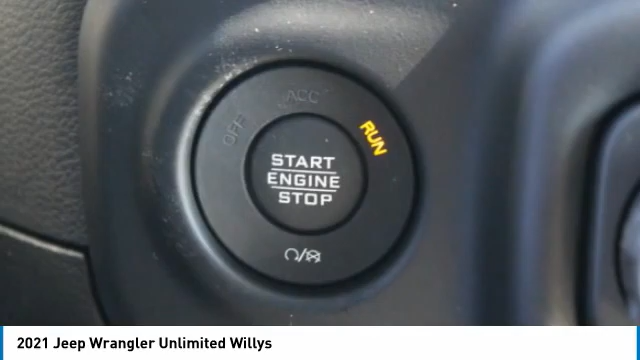 ACC
OFF
RUN
START
ENGINE
STOP
2021 Jeep Wrangler Unlimited Willys